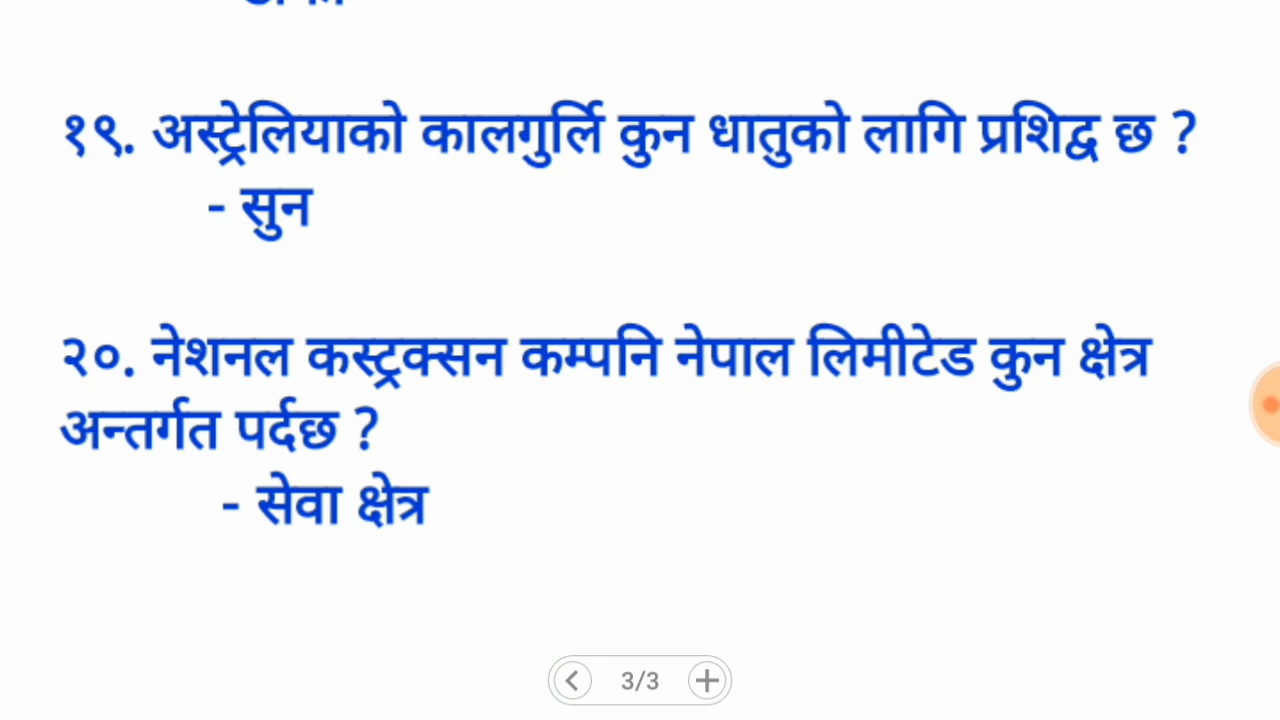 १९. अस्ट्रेलियाको कालगुर्लि कुन धातुको लागि प्रशिद्व छ ?
- सुन
२०. नेशनल कस्ट्रक्सन कम्पनि नेपाल लिमीटेड कुन क्षेत्र
अन्तर्गत पर्दछ ?
- सेवा क्षेत्र
3/3